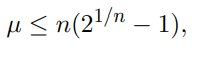 μ ≤ n(2^{1/n} − 1),